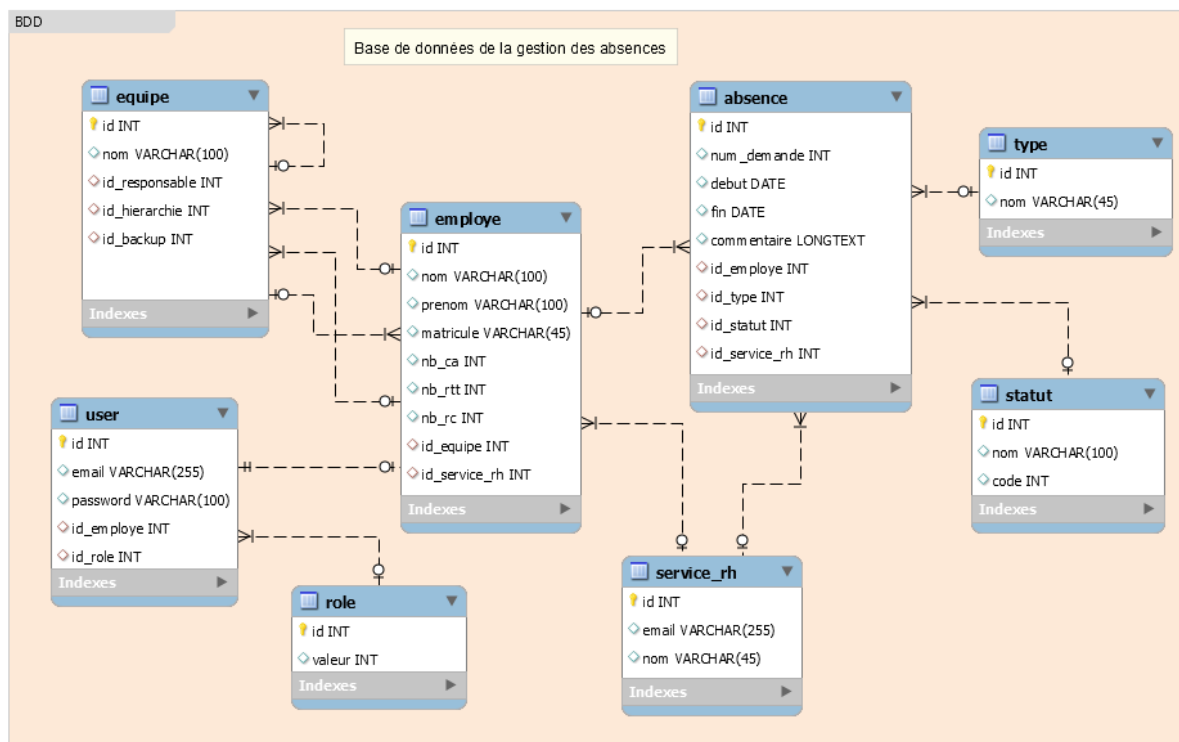 BDD
Base de données de la gestion des absences
equipe
id INT
nom VARCHAR(100)
id_responsable INT
id_hierarchie INT
id_backup INT
Indexes
employe
id INT
nom VARCHAR(100)
prenom VARCHAR(100)
matricule VARCHAR(45)
nb_ca INT
nb_rtt INT
nb_rc INT
id_equipe INT
id_service_rh INT
Indexes
absence
id INT
num_demande INT
debut DATE
fin DATE
commentaire LONGTEXT
id_employe INT
id_type INT
id_statut INT
id_service_rh INT
Indexes
type
id INT
nom VARCHAR(45)
Indexes
statut
id INT
nom VARCHAR(100)
code INT
Indexes
user
id INT
email VARCHAR(255)
password VARCHAR(100)
id_employe INT
id_role INT
Indexes
role
id INT
valeur INT
Indexes
service_rh
id INT
email VARCHAR(255)
nom VARCHAR(45)
Indexes